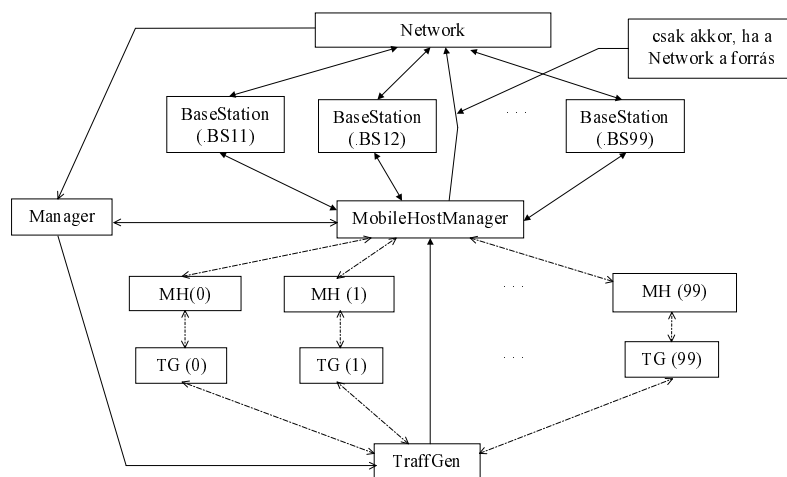 Network
csak akkor, ha a
Network a forrás
BaseStation
(.BS11)
BaseStation
(.BS12)
. . .
BaseStation
(.BS99)
Manager
MobileHostManager
MH(0)
MH (1)
. . .
MH (99)
TG (0)
TG (1)
. . .
TG (99)
TraffGen